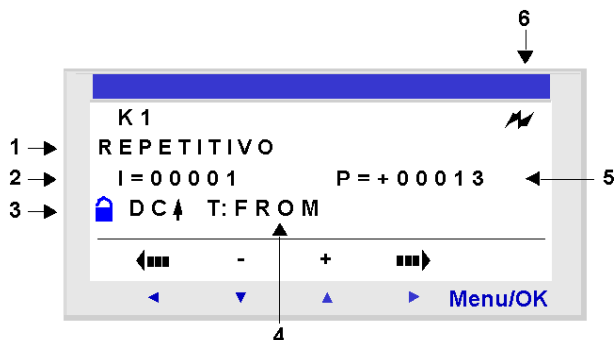 6
K1
1 REPETITIVO
2 I=00001 P=+00013 5
3 DC T:FROM
- +
Menu/OK
4